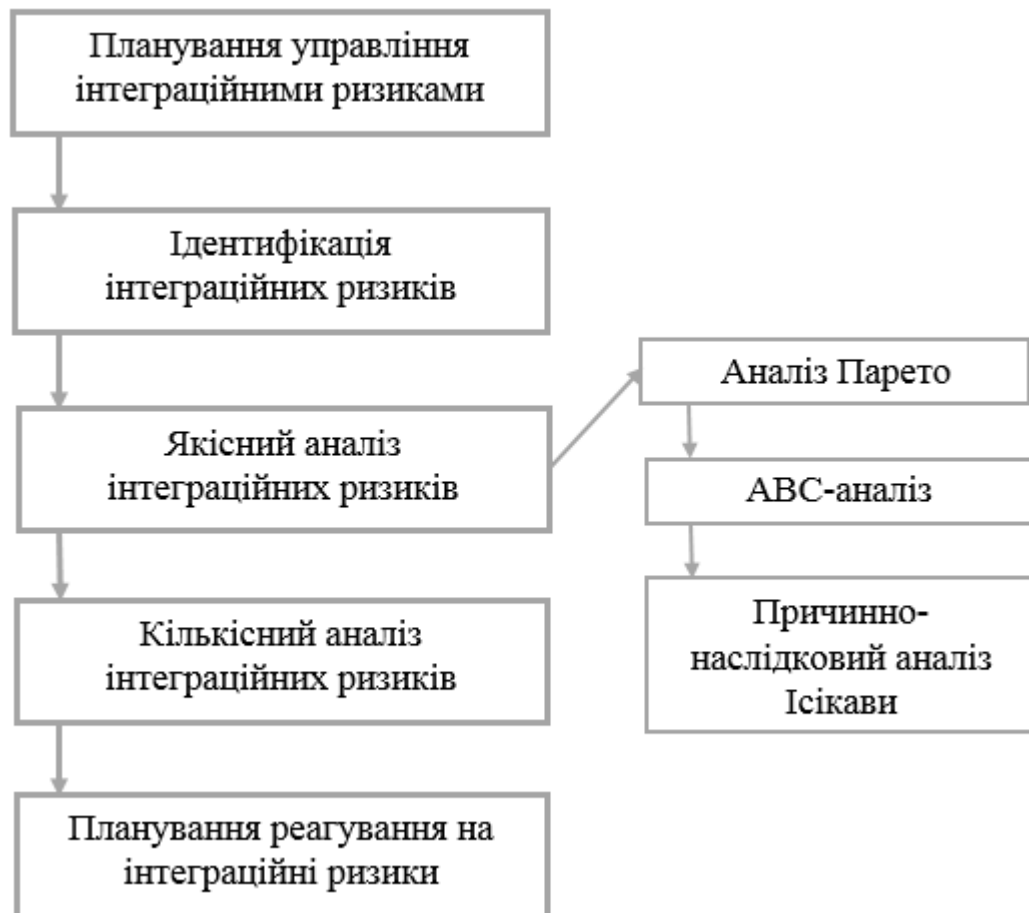 Планування управління
інтеграційними ризиками
Ідентифікація
інтеграційних ризиків
Якісний аналіз
інтеграційних ризиків
Кількісний аналіз
інтеграційних ризиків
Планування реагування на
інтеграційні ризики
Аналіз Парето
АВС-аналіз
Причинно-
наслідковий аналіз
Ісікави